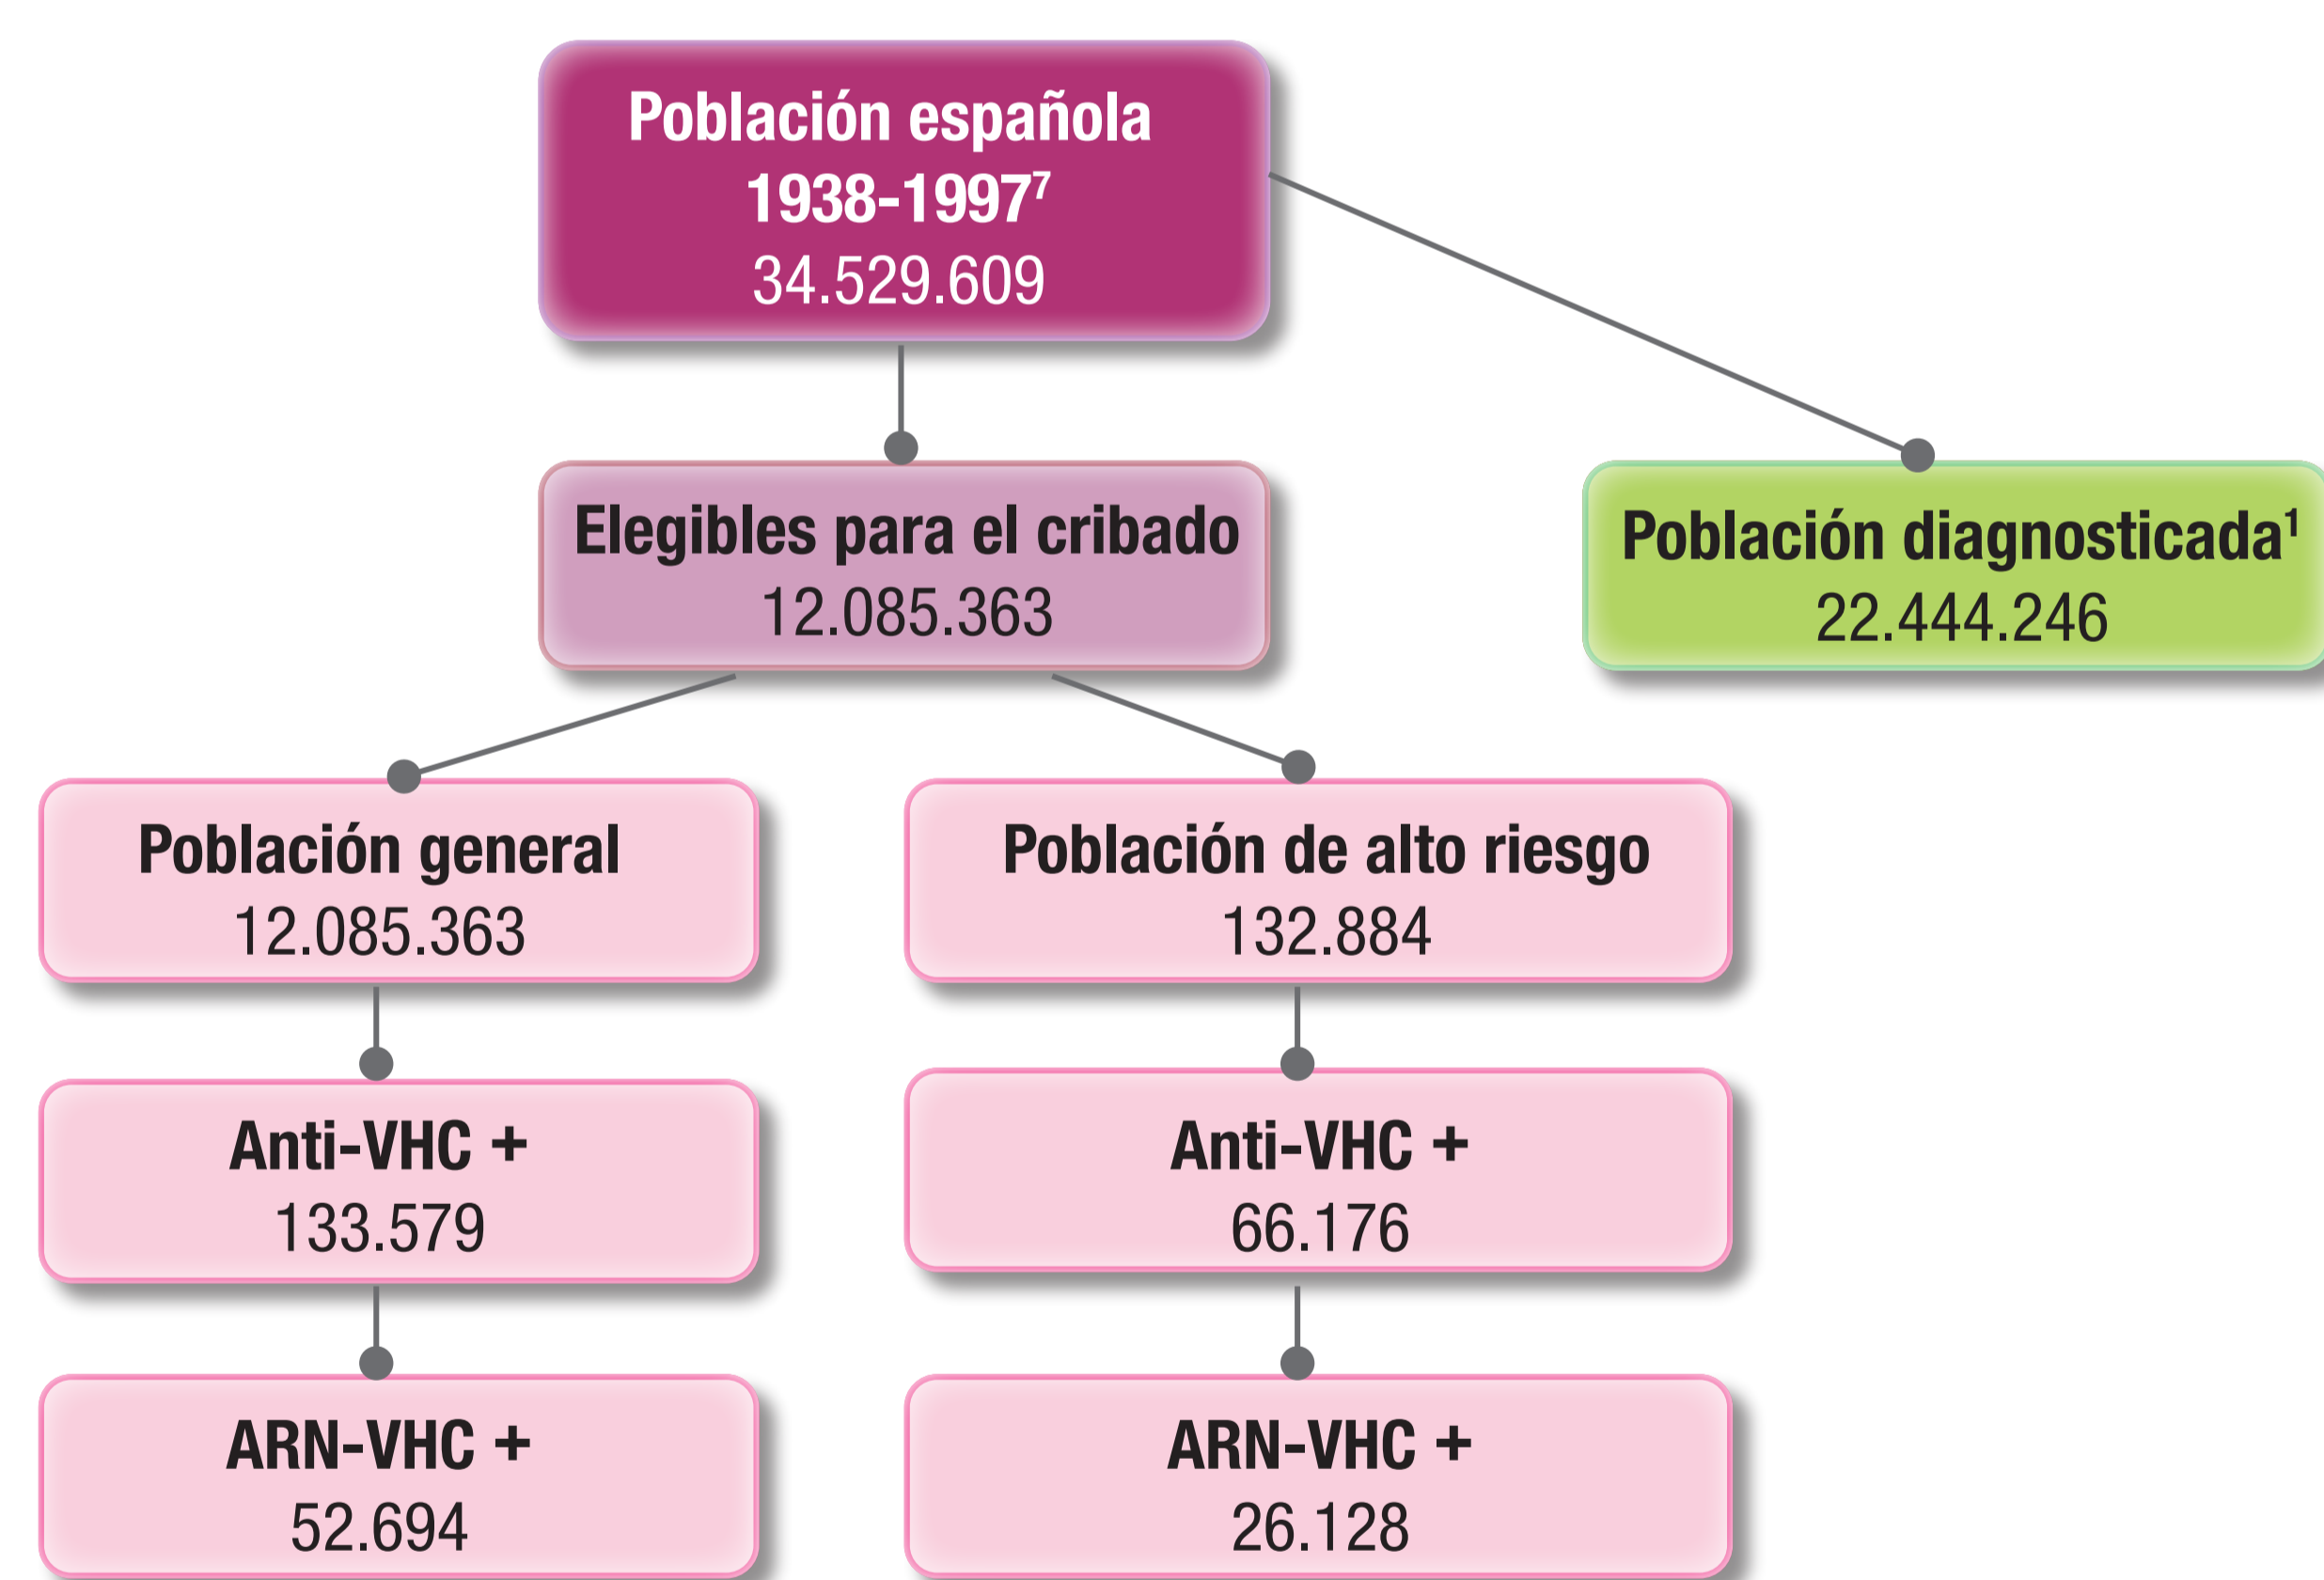 Población española
1938-1997⁷
34.529.609
Elegibles para el cribado
12.085.363
Población diagnosticada¹
22.444.246
Población general
12.085.363
Población de alto riesgo
132.884
Anti-VHC +
133.579
Anti-VHC +
66.176
ARN-VHC +
52.694
ARN-VHC +
26.128